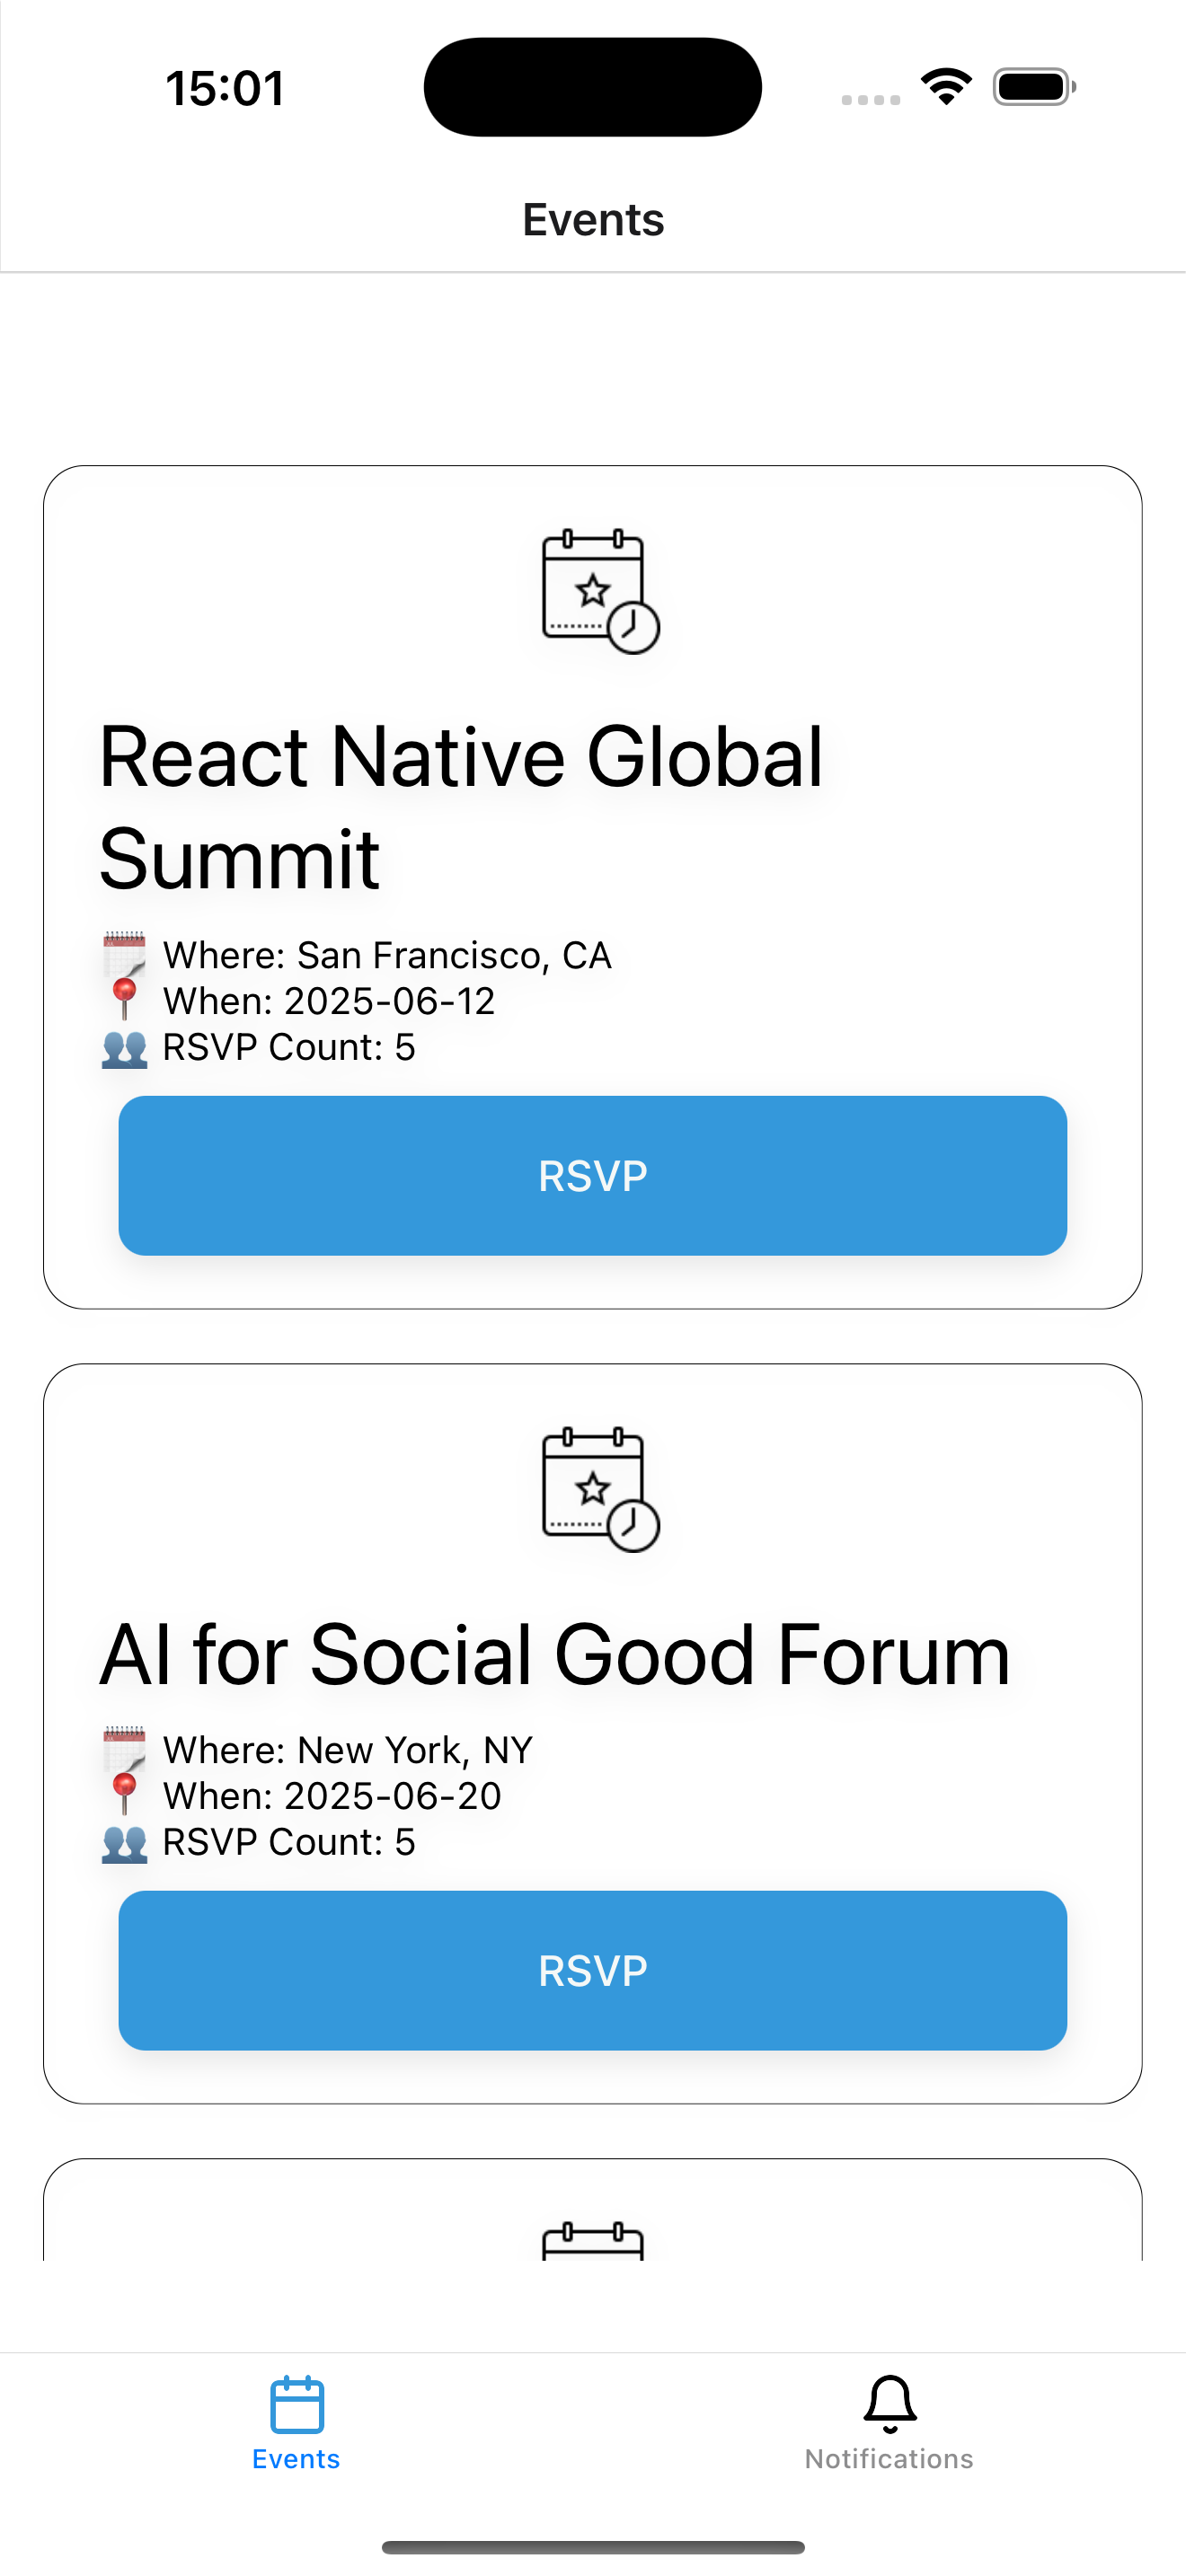 15:01
Events
React Native Global
Summit
🗓️ Where: San Francisco, CA
📍 When: 2025-06-12
👥 RSVP Count: 5
RSVP
AI for Social Good Forum
🗓️ Where: New York, NY
📍 When: 2025-06-20
👥 RSVP Count: 5
RSVP
Events
Notifications